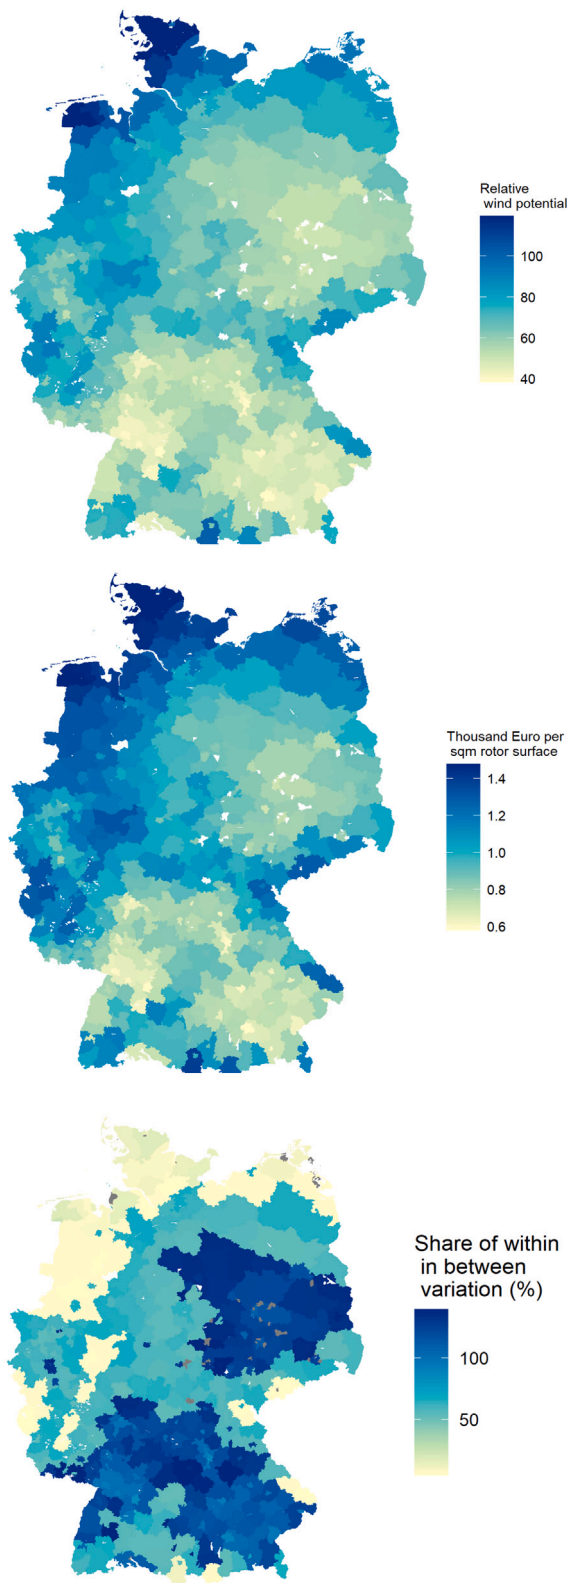 Relative
wind potential
100
80
60
40
Thousand Euro per
sqm rotor surface
1.4
1.2
1.0
0.8
0.6
Share of within
in between
variation (%)
100
50